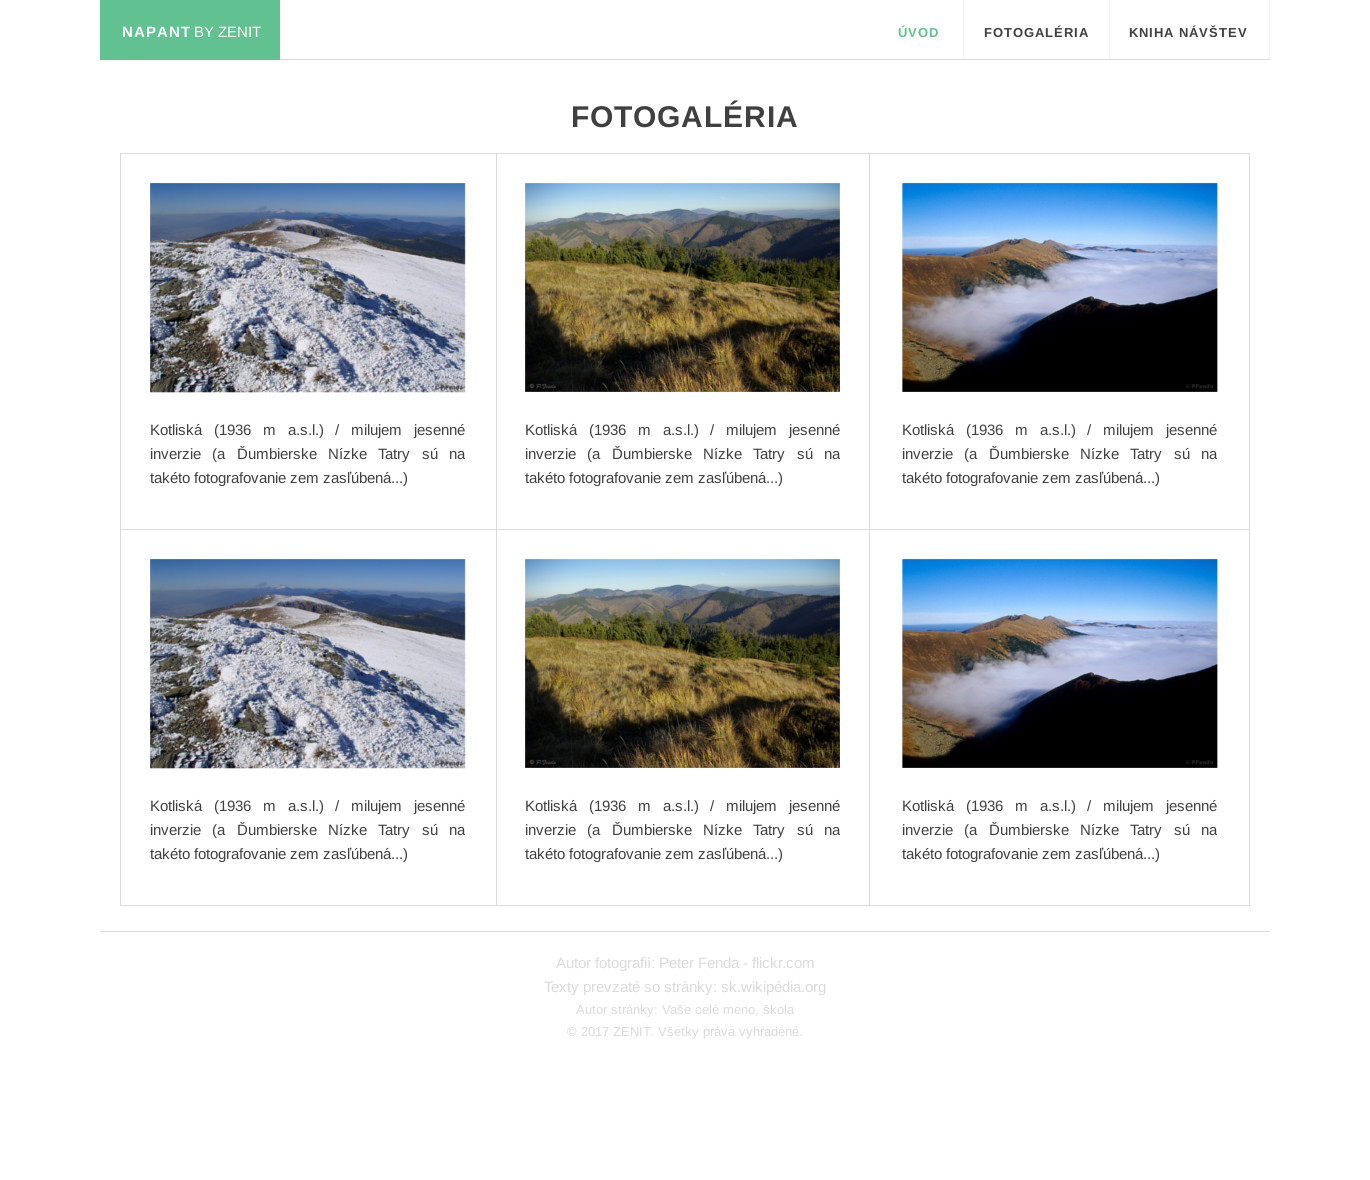 NAPANT BY ZENIT
ÚVOD
FOTOGALÉRIA
KNIHA NÁVŠTEV
FOTOGALÉRIA
Kotliská (1936 m a.s.l.) / milujem jesenné
inverzie (a Ďumbierske Nízke Tatry sú na
takéto fotografovanie zem zasľúbená...)
Kotliská (1936 m a.s.l.) / milujem jesenné
inverzie (a Ďumbierske Nízke Tatry sú na
takéto fotografovanie zem zasľúbená...)
Kotliská (1936 m a.s.l.) / milujem jesenné
inverzie (a Ďumbierske Nízke Tatry sú na
takéto fotografovanie zem zasľúbená...)
Kotliská (1936 m a.s.l.) / milujem jesenné
inverzie (a Ďumbierske Nízke Tatry sú na
takéto fotografovanie zem zasľúbená...)
Kotliská (1936 m a.s.l.) / milujem jesenné
inverzie (a Ďumbierske Nízke Tatry sú na
takéto fotografovanie zem zasľúbená...)
Kotliská (1936 m a.s.l.) / milujem jesenné
inverzie (a Ďumbierske Nízke Tatry sú na
takéto fotografovanie zem zasľúbená...)
Autor fotografií: Peter Fenda - flickr.com
Texty prevzaté so stránky: sk.wikipédia.org
Autor stránky: Vaše celé meno, škola
© 2017 ZENIT. Všetky práva vyhradené.